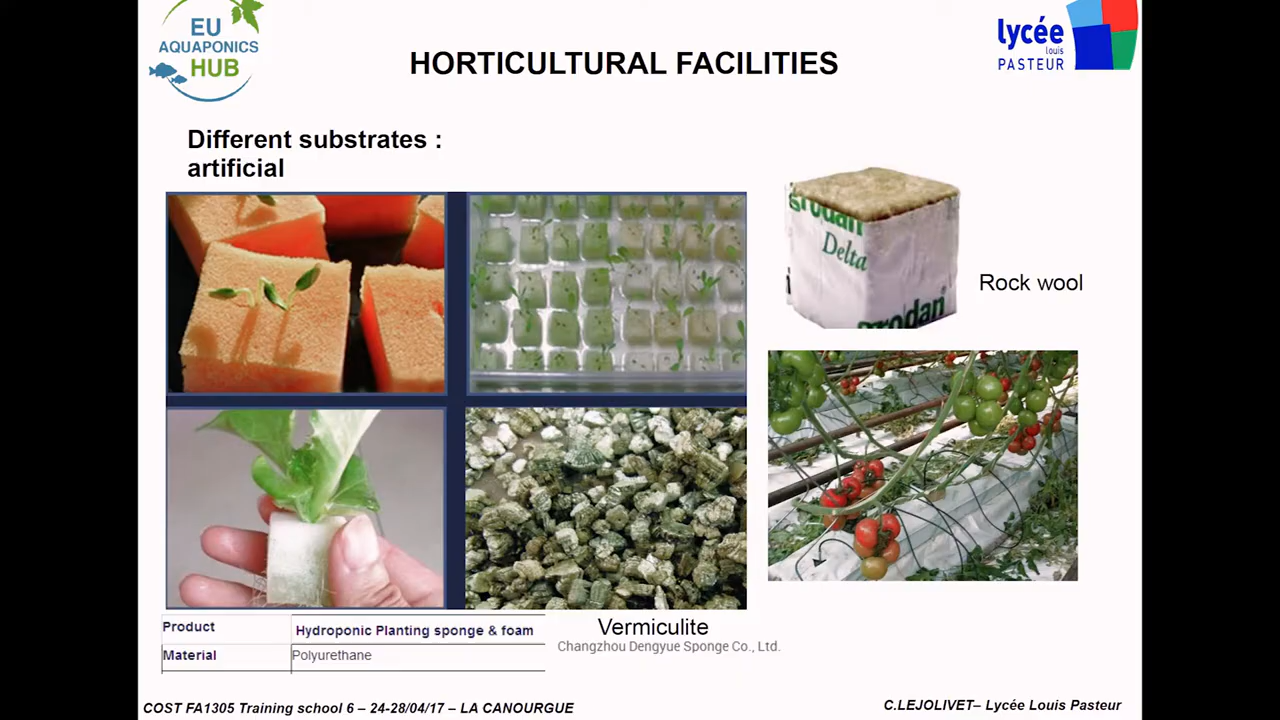 EU
AQUAPONICS
HUB
lycée
louis
PASTEUR
HORTICULTURAL FACILITIES
Different substrates :
artificial
grodan
Delta
grodan
Rock wool
Product
Hydroponic Planting sponge & foam
Material
Polyurethane
Vermiculite
Changzhou Dengyue Sponge Co., Ltd.
COST FA1305 Training school 6 – 24-28/04/17 – LA CANOURGUE
C.LEJOLIVET– Lycée Louis Pasteur